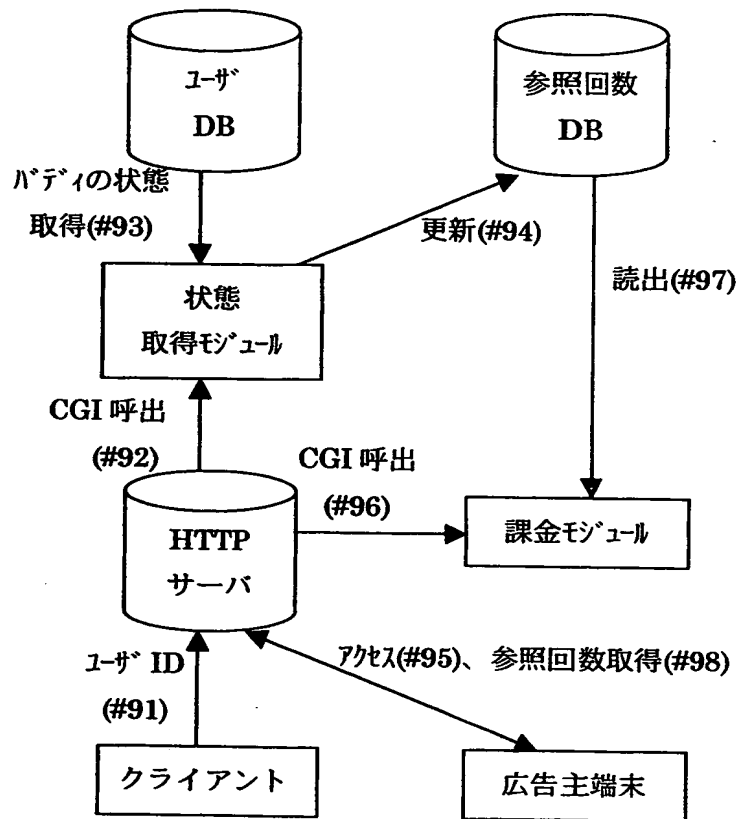 ユーザ
DB
参照回数
DB
バディの状態
取得(#93)
更新(#94)
読出(#97)
状態
取得モジュール
CGI 呼出
(#92)
CGI 呼出
(#96)
HTTP
サーバ
課金モジュール
ユーザ ID
(#91)
アクセス(#95)、参照回数取得(#98)
クライアント
広告主端末